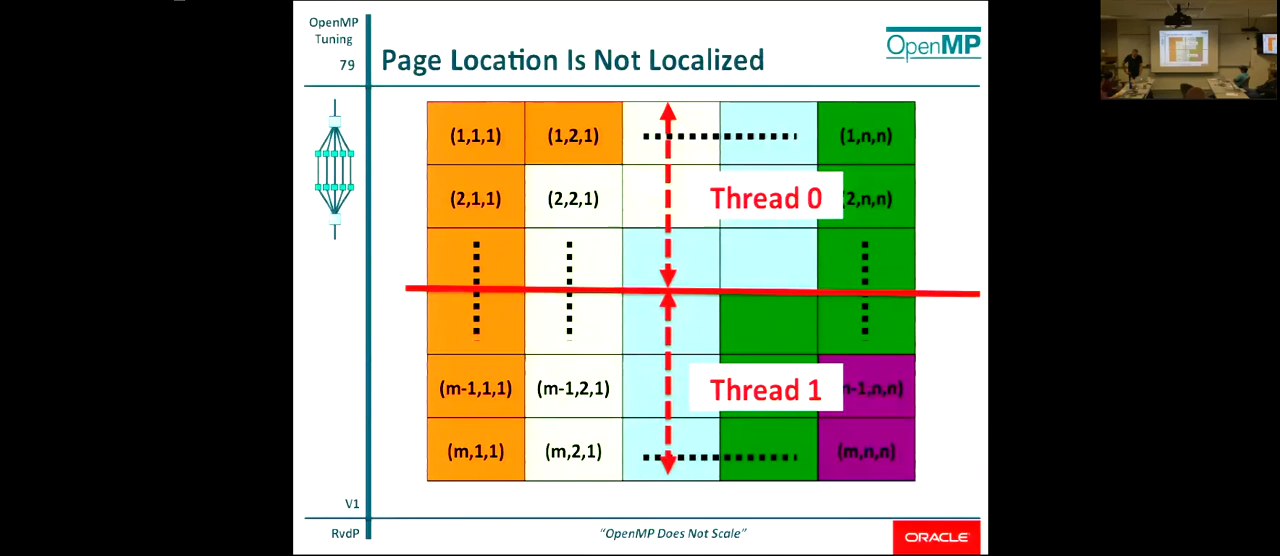 OpenMP
Tuning
79
Page Location Is Not Localized
OpenMP
(1,1,1) (1,2,1) (1,n,n)
(2,1,1) (2,2,1) Thread 0 (2,n,n)
(m-1,1,1) (m-1,2,1) Thread 1 n-1,n,n)
(m,1,1) (m,2,1) (m,n,n)
V1
RvdP
"OpenMP Does Not Scale"
ORACLE